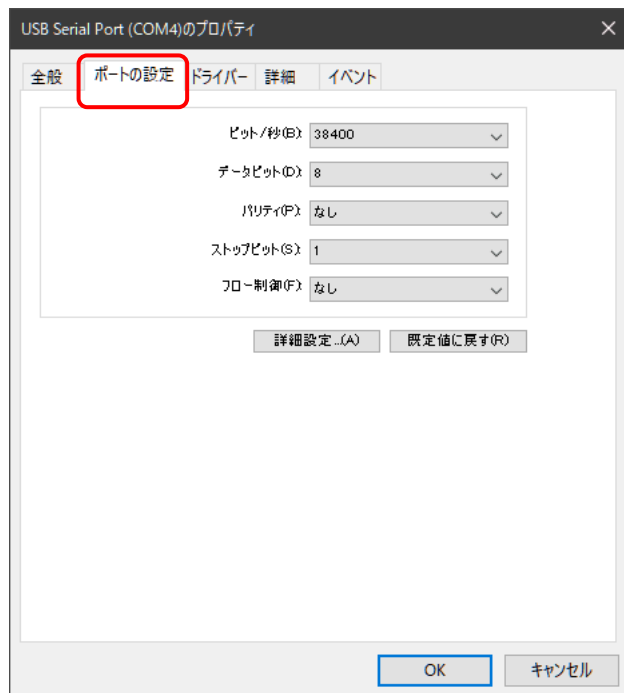 USB Serial Port (COM4)のプロパティ
全般 ポートの設定 ドライバー 詳細 イベント
ビット/秒(B): 38400
データビット(D): 8
パリティ(P): なし
ストップビット(S): 1
フロー制御(F): なし
詳細設定...(A) 既定値に戻す(R)
OK キャンセル